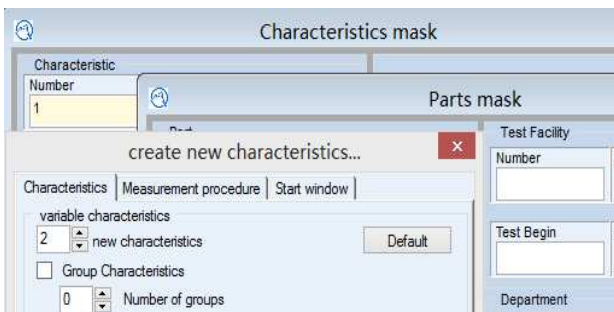 Characteristics mask
Characteristic
Number
1
Parts mask
Part
Test Facility
Number
Test Begin
Department
create new characteristics...
x
Characteristics Measurement procedure Start window
variable characteristics
2 new characteristics Default
Group Characteristics
0 Number of groups